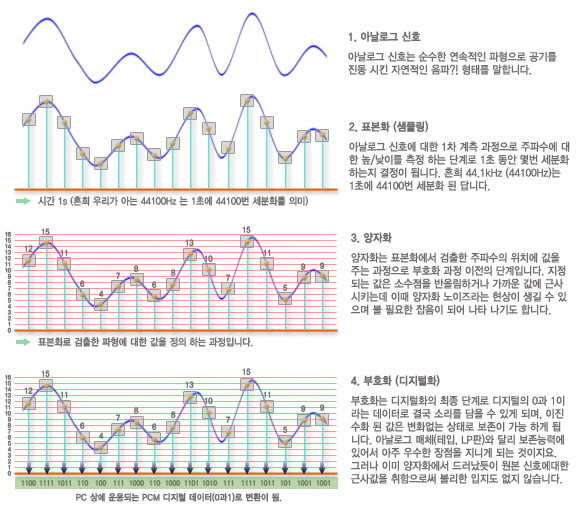 1. 아날로그 신호
아날로그 신호는 순수한 연속적인 파형으로 공기를
진동 시킨 자연적인 음파?! 형태를 말합니다.
2. 표본화 (샘플링)
아날로그 신호에 대한 1차 계측 과정으로 주파수에 대
한 높/낮이를 측정 하는 단계로 1초 동안 몇번 세분화
하는지 결정이 됩니다. 흔희 44.1kHz (44100Hz)는
1초에 44100번 세분화 된 답니다.
시간 1s (흔희 우리가 아는 44100Hz 는 1초에 44100번 세분화를 의미)
3. 양자화
양자화는 표본화에서 검출한 주파수의 위치에 값을
주는 과정으로 부호화 과정 이전의 단계입니다. 지정
되는 값은 소수점을 반올림하거나 가까운 값에 근사
시키는데 이때 양자화 노이즈라는 현상이 생길 수 있
으며 불 필요한 잡음이 되어 나타 나기도 합니다.
16
15
14
13
12
11
10
9
8
7
6
5
4
3
2
1
0
12 15 11 6 4 7 8 6 7 13 10 7 15 11 5 9 9
표본화로 검출한 파형에 대한 값을 정의 하는 과정입니다.
4. 부호화 (디지털화)
부호화는 디지털화의 최종 단계로 디지털의 0과 1이
라는 데이터로 결국 소리를 담을 수 있게 되며, 이진
수화 된 값은 변화없는 상태로 보존이 가능 하게 됩
니다. 아날로그 매체(테입, LP판)와 달리 보존능력에
있어서 아주 우수한 장점을 지니게 되는 것이지요.
그러나 이미 양자화에서 드러났듯이 원본 신호에대한
근사값을 취함으로써 불리한 입지도 없지 않습니다.
16
15
14
13
12
11
10
9
8
7
6
5
4
3
2
1
0
12 15 11 6 4 7 8 6 7 13 10 7 15 11 5 9 9
1100 1111 1011 110 100 111 1000 110 111 1101 1010 111 1111 1011 101 1001 1001
PC 상에 운용되는 PCM 디지털 데이터(0과1)로 변환이 됨.